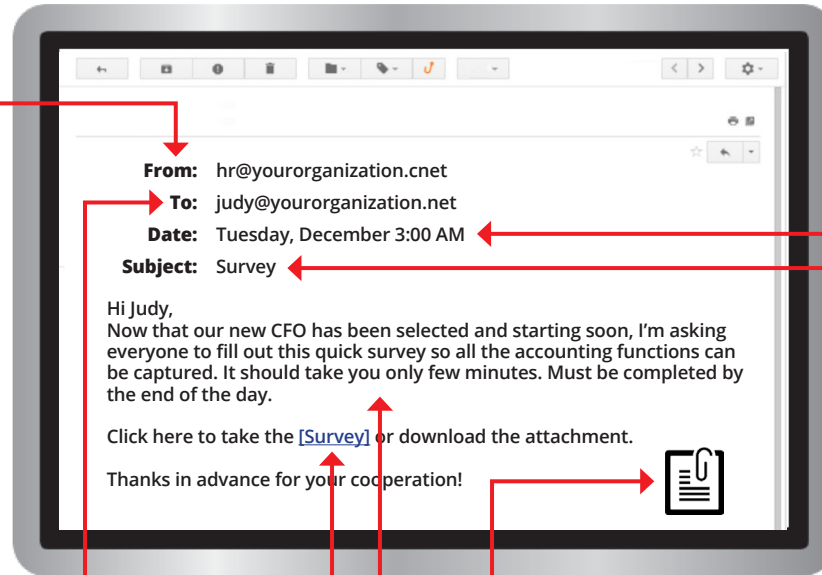 From: hr@yourorganization.cnet
To: judy@yourorganization.net
Date: Tuesday, December 3:00 AM
Subject: Survey
Hi Judy,
Now that our new CFO has been selected and starting soon, I'm asking
everyone to fill out this quick survey so all the accounting functions can
be captured. It should take you only few minutes. Must be completed by
the end of the day.
Click here to take the [Survey] or download the attachment.
Thanks in advance for your cooperation!